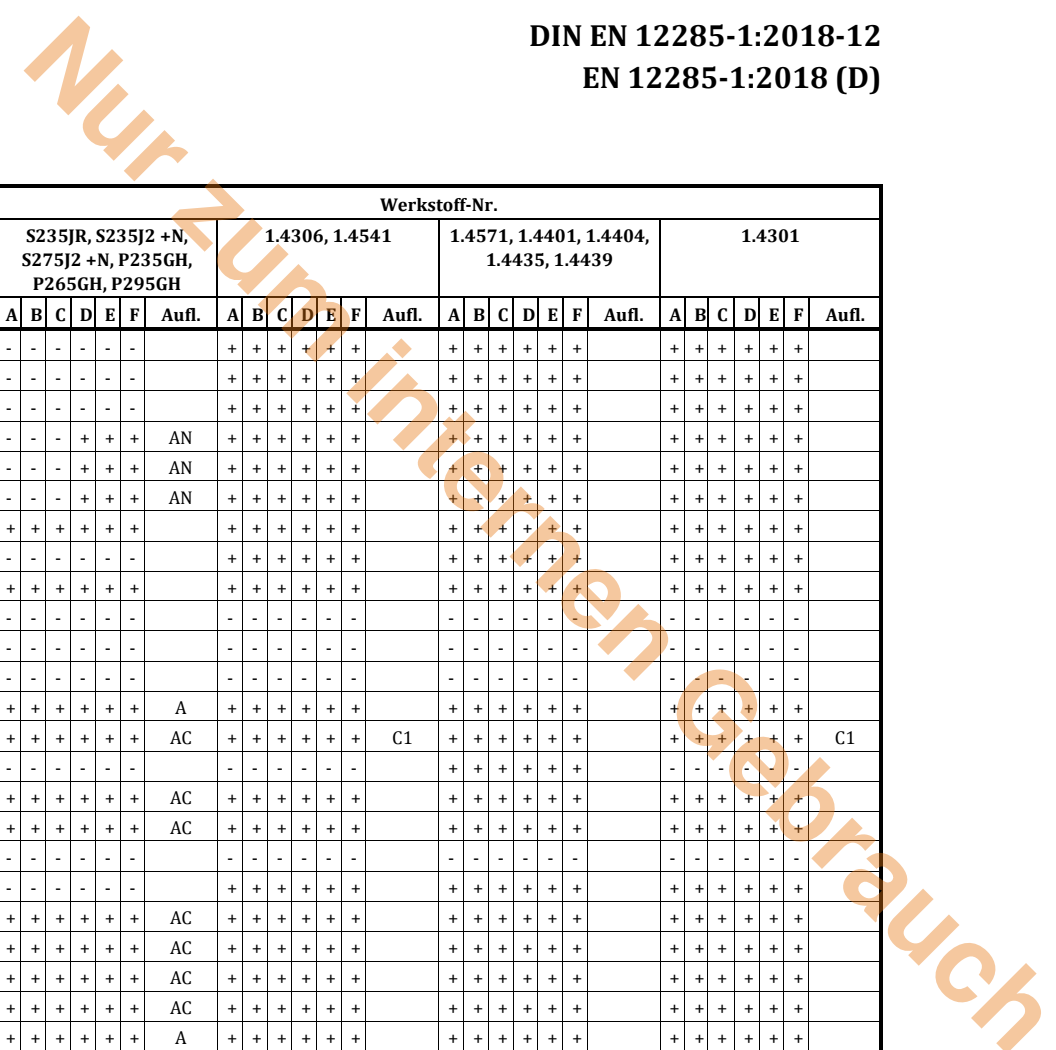 DIN EN 12285-1:2018-12
EN 12285-1:2018 (D)
Werkstoff-Nr.
S235JR, S235J2 +N, 1.4306, 1.4541 1.4571, 1.4401, 1.4404, 1.4301
S275J2 +N, P235GH, 1.4435, 1.4439
P265GH, P295GH
A B C D E F Aufl. A B C D E F Aufl. A B C D E F Aufl. A B C D E F Aufl.
- - - - - - + + + + + + + + + + + + + + + + + +
- - - - - - + + + + + + + + + + + + + + + + + +
- - - - - - + + + + + + + + + + + + + + + + + +
- - - + + + AN + + + + + + + + + + + + + + + + + +
- - - + + + AN + + + + + + + + + + + + + + + + + +
- - - + + + AN + + + + + + + + + + + + + + + + + +
+ + + + + + + + + + + + + + + + + + + + + + + +
- - - - - - + + + + + + + + + + + + + + + + + +
+ + + + + + + + + + + + + + + + + + + + + + + +
- - - - - - - - - - - - - - - - - - - - - - - -
- - - - - - - - - - - - - - - - - - - - - - - -
- - - - - - - - - - - - - - - - - - - - - - - -
+ + + + + + A + + + + + + + + + + + + + + + + + +
+ + + + + + AC + + + + + + C1 + + + + + + + + + + + + C1
- - - - - - - - - - - - + + + + + + - - - - - -
+ + + + + + AC + + + + + + + + + + + + + + + + + +
+ + + + + + AC + + + + + + + + + + + + + + + + + +
- - - - - - - - - - - - - - - - - - - - - - - -
- - - - - - + + + + + + + + + + + + + + + + + +
+ + + + + + AC + + + + + + + + + + + + + + + + + +
+ + + + + + AC + + + + + + + + + + + + + + + + + +
+ + + + + + AC + + + + + + + + + + + + + + + + + +
+ + + + + + AC + + + + + + + + + + + + + + + + + +
+ + + + + + A + + + + + + + + + + + + + + + + + +
Nur zum internen Gebrauch